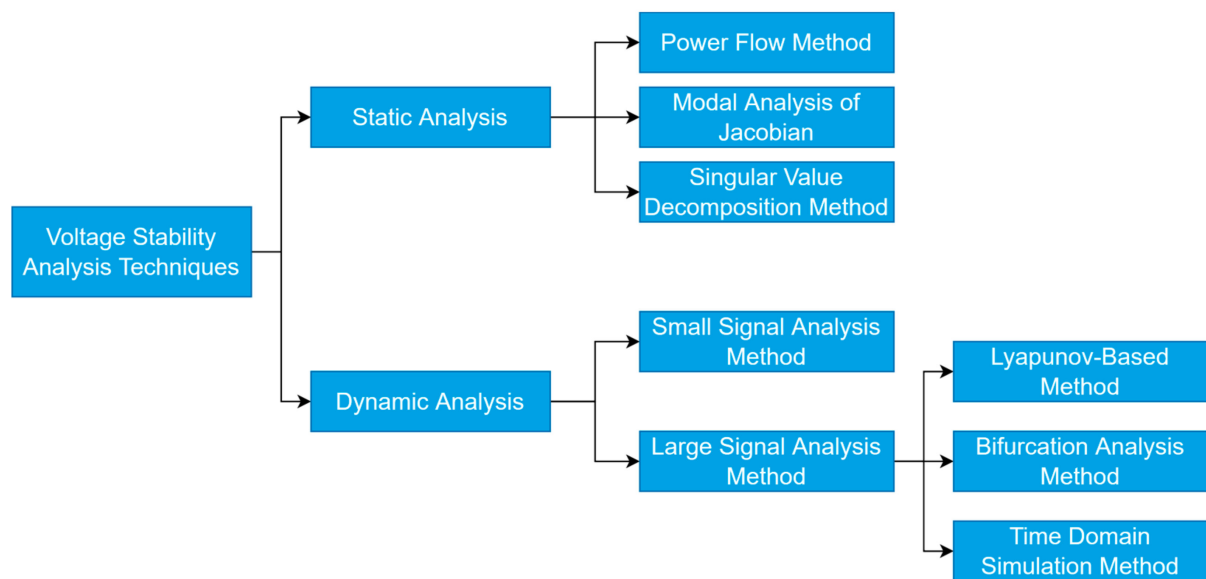 Power Flow Method
Static Analysis
Modal Analysis of
Jacobian
Singular Value
Decomposition Method
Voltage Stability
Analysis Techniques
Small Signal Analysis
Method
Dynamic Analysis
Large Signal Analysis
Method
Lyapunov-Based
Method
Bifurcation Analysis
Method
Time Domain
Simulation Method